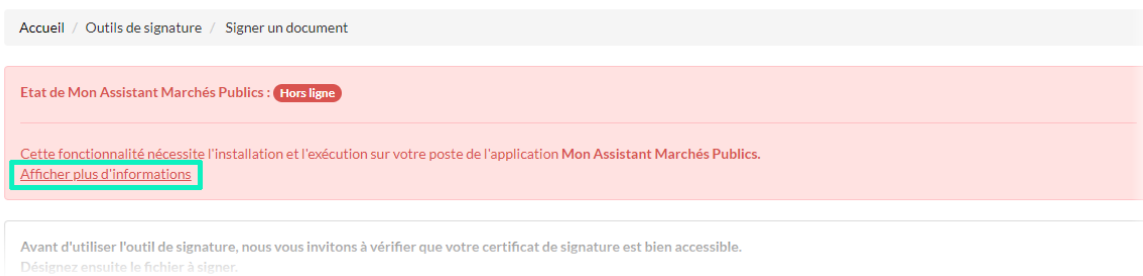 Accueil / Outils de signature / Signer un document
Etat de Mon Assistant Marchés Publics : Hors ligne
Cette fonctionnalité nécessite l'installation et l'exécution sur votre poste de l'application Mon Assistant Marchés Publics.
Afficher plus d'informations
Avant d'utiliser l'outil de signature, nous vous invitons à vérifier que votre certificat de signature est bien accessible.
Désignez ensuite le fichier à signer.